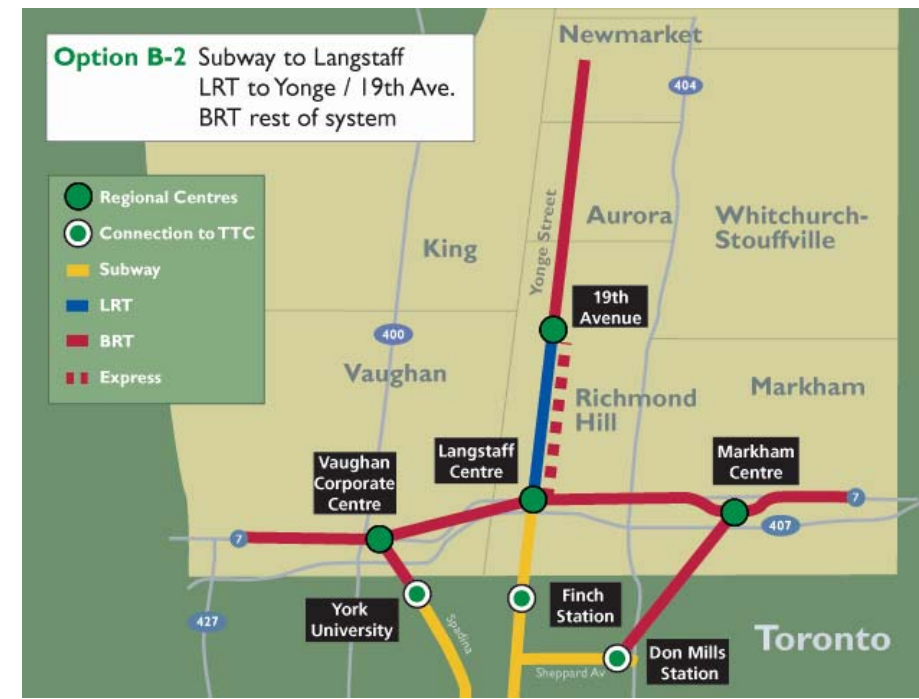 Option B-2 Subway to Langstaff
LRT to Yonge / 19th Ave.
BRT rest of system
Regional Centres
Connection to TTC
Subway
LRT
BRT
Express
Newmarket
404
Yonge Street
Aurora
Whitchurch-
Stouffville
King
19th
Avenue
400
Vaughan
Richmond
Hill
Markham
Vaughan
Corporate
Centre
Langstaff
Centre
Markham
Centre
7
7
407
427
York
University
Spadina
Finch
Station
Sheppard Av
Don Mills
Station
Toronto